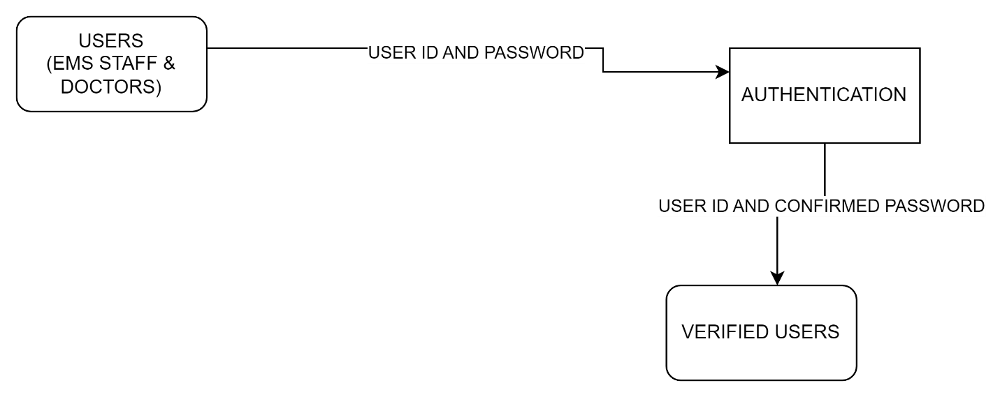 USERS
(EMS STAFF &
DOCTORS)
USER ID AND PASSWORD
AUTHENTICATION
USER ID AND CONFIRMED PASSWORD
VERIFIED USERS